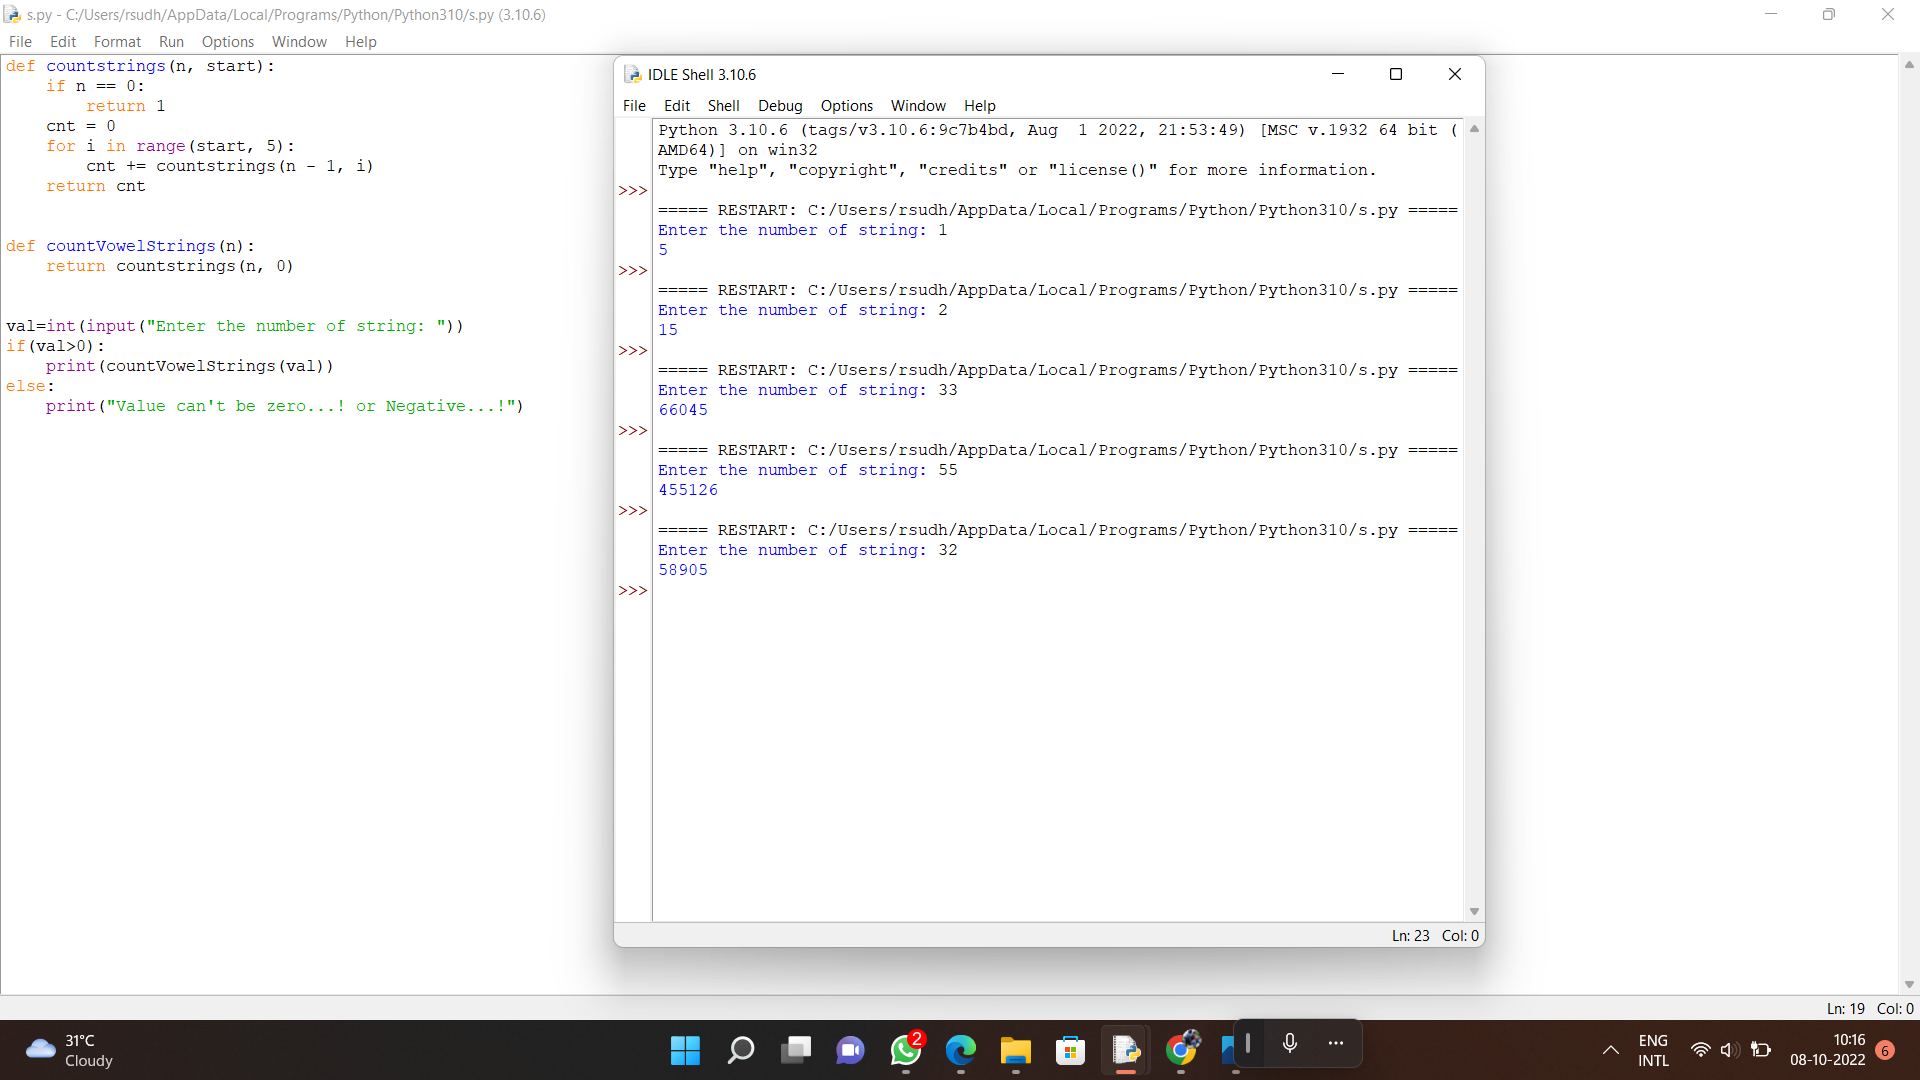 s.py - C:/Users/rsudh/AppData/Local/Programs/Python/Python310/s.py (3.10.6)
File Edit Format Run Options Window Help
def countstrings(n, start):
    if n == 0:
        return 1
    cnt = 0
    for i in range(start, 5):
        cnt += countstrings(n - 1, i)
    return cnt
def countVowelStrings(n):
    return countstrings(n, 0)
val=int(input("Enter the number of string: "))
if(val>0):
    print(countVowelStrings(val))
else:
    print("Value can't be zero...! or Negative...!")
IDLE Shell 3.10.6
File Edit Shell Debug Options Window Help
Python 3.10.6 (tags/v3.10.6:9c7b4bd, Aug  1 2022, 21:53:49) [MSC v.1932 64 bit (
AMD64)] on win32
Type "help", "copyright", "credits" or "license()" for more information.
>>>
===== RESTART: C:/Users/rsudh/AppData/Local/Programs/Python/Python310/s.py =====
Enter the number of string: 1
5
>>>
===== RESTART: C:/Users/rsudh/AppData/Local/Programs/Python/Python310/s.py =====
Enter the number of string: 2
15
>>>
===== RESTART: C:/Users/rsudh/AppData/Local/Programs/Python/Python310/s.py =====
Enter the number of string: 33
66045
>>>
===== RESTART: C:/Users/rsudh/AppData/Local/Programs/Python/Python310/s.py =====
Enter the number of string: 55
455126
>>>
===== RESTART: C:/Users/rsudh/AppData/Local/Programs/Python/Python310/s.py =====
Enter the number of string: 32
58905
>>>
Ln: 23 Col: 0
Ln: 19 Col: 0
31°C
Cloudy
2
ENG
INTL
10:16
08-10-2022
6